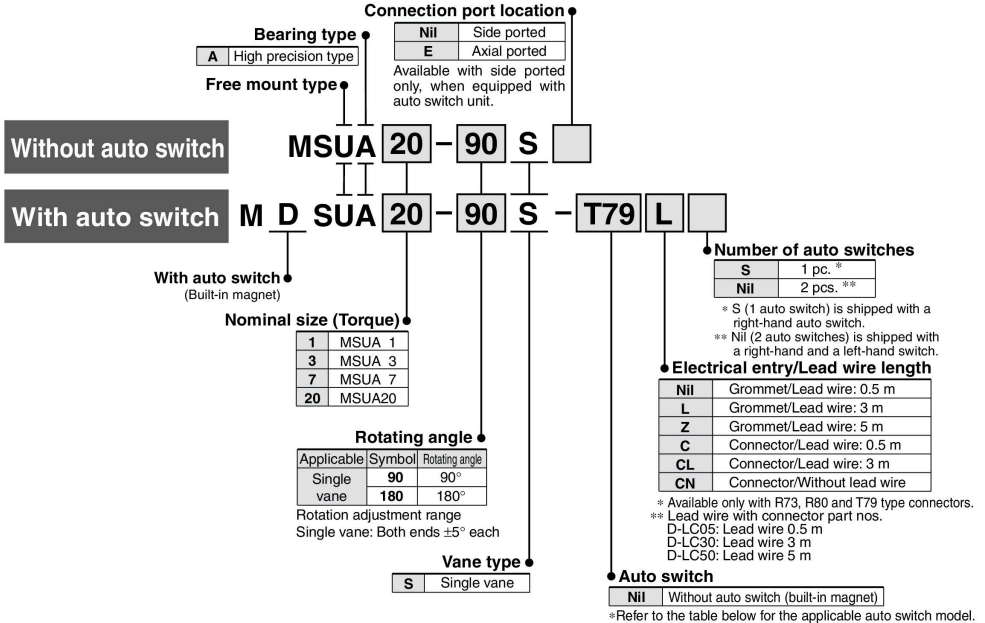 Connection port location
Nil Side ported
E Axial ported
Available with side ported
only, when equipped with
auto switch unit.
Bearing type
A High precision type
Free mount type
Without auto switch
MSUA 20 – 90 S
With auto switch
M D SUA 20 – 90 S – T79 L
With auto switch
(Built-in magnet)
Nominal size (Torque)
1 MSUA 1
3 MSUA 3
7 MSUA 7
20 MSUA20
Rotating angle
Applicable Symbol Rotating angle
Single vane 90 90°
180 180°
Rotation adjustment range
Single vane: Both ends ±5° each
Vane type
S Single vane
Number of auto switches
S 1 pc. *
Nil 2 pcs. **
* S (1 auto switch) is shipped with a
right-hand auto switch.
** Nil (2 auto switches) is shipped with
a right-hand and a left-hand switch.
Electrical entry/Lead wire length
Nil Grommet/Lead wire: 0.5 m
L Grommet/Lead wire: 3 m
Z Grommet/Lead wire: 5 m
C Connector/Lead wire: 0.5 m
CL Connector/Lead wire: 3 m
CN Connector/Without lead wire
* Available only with R73, R80 and T79 type connectors.
** Lead wire with connector part nos.
D-LC05: Lead wire 0.5 m
D-LC30: Lead wire 3 m
D-LC50: Lead wire 5 m
Auto switch
Nil Without auto switch (built-in magnet)
*Refer to the table below for the applicable auto switch model.